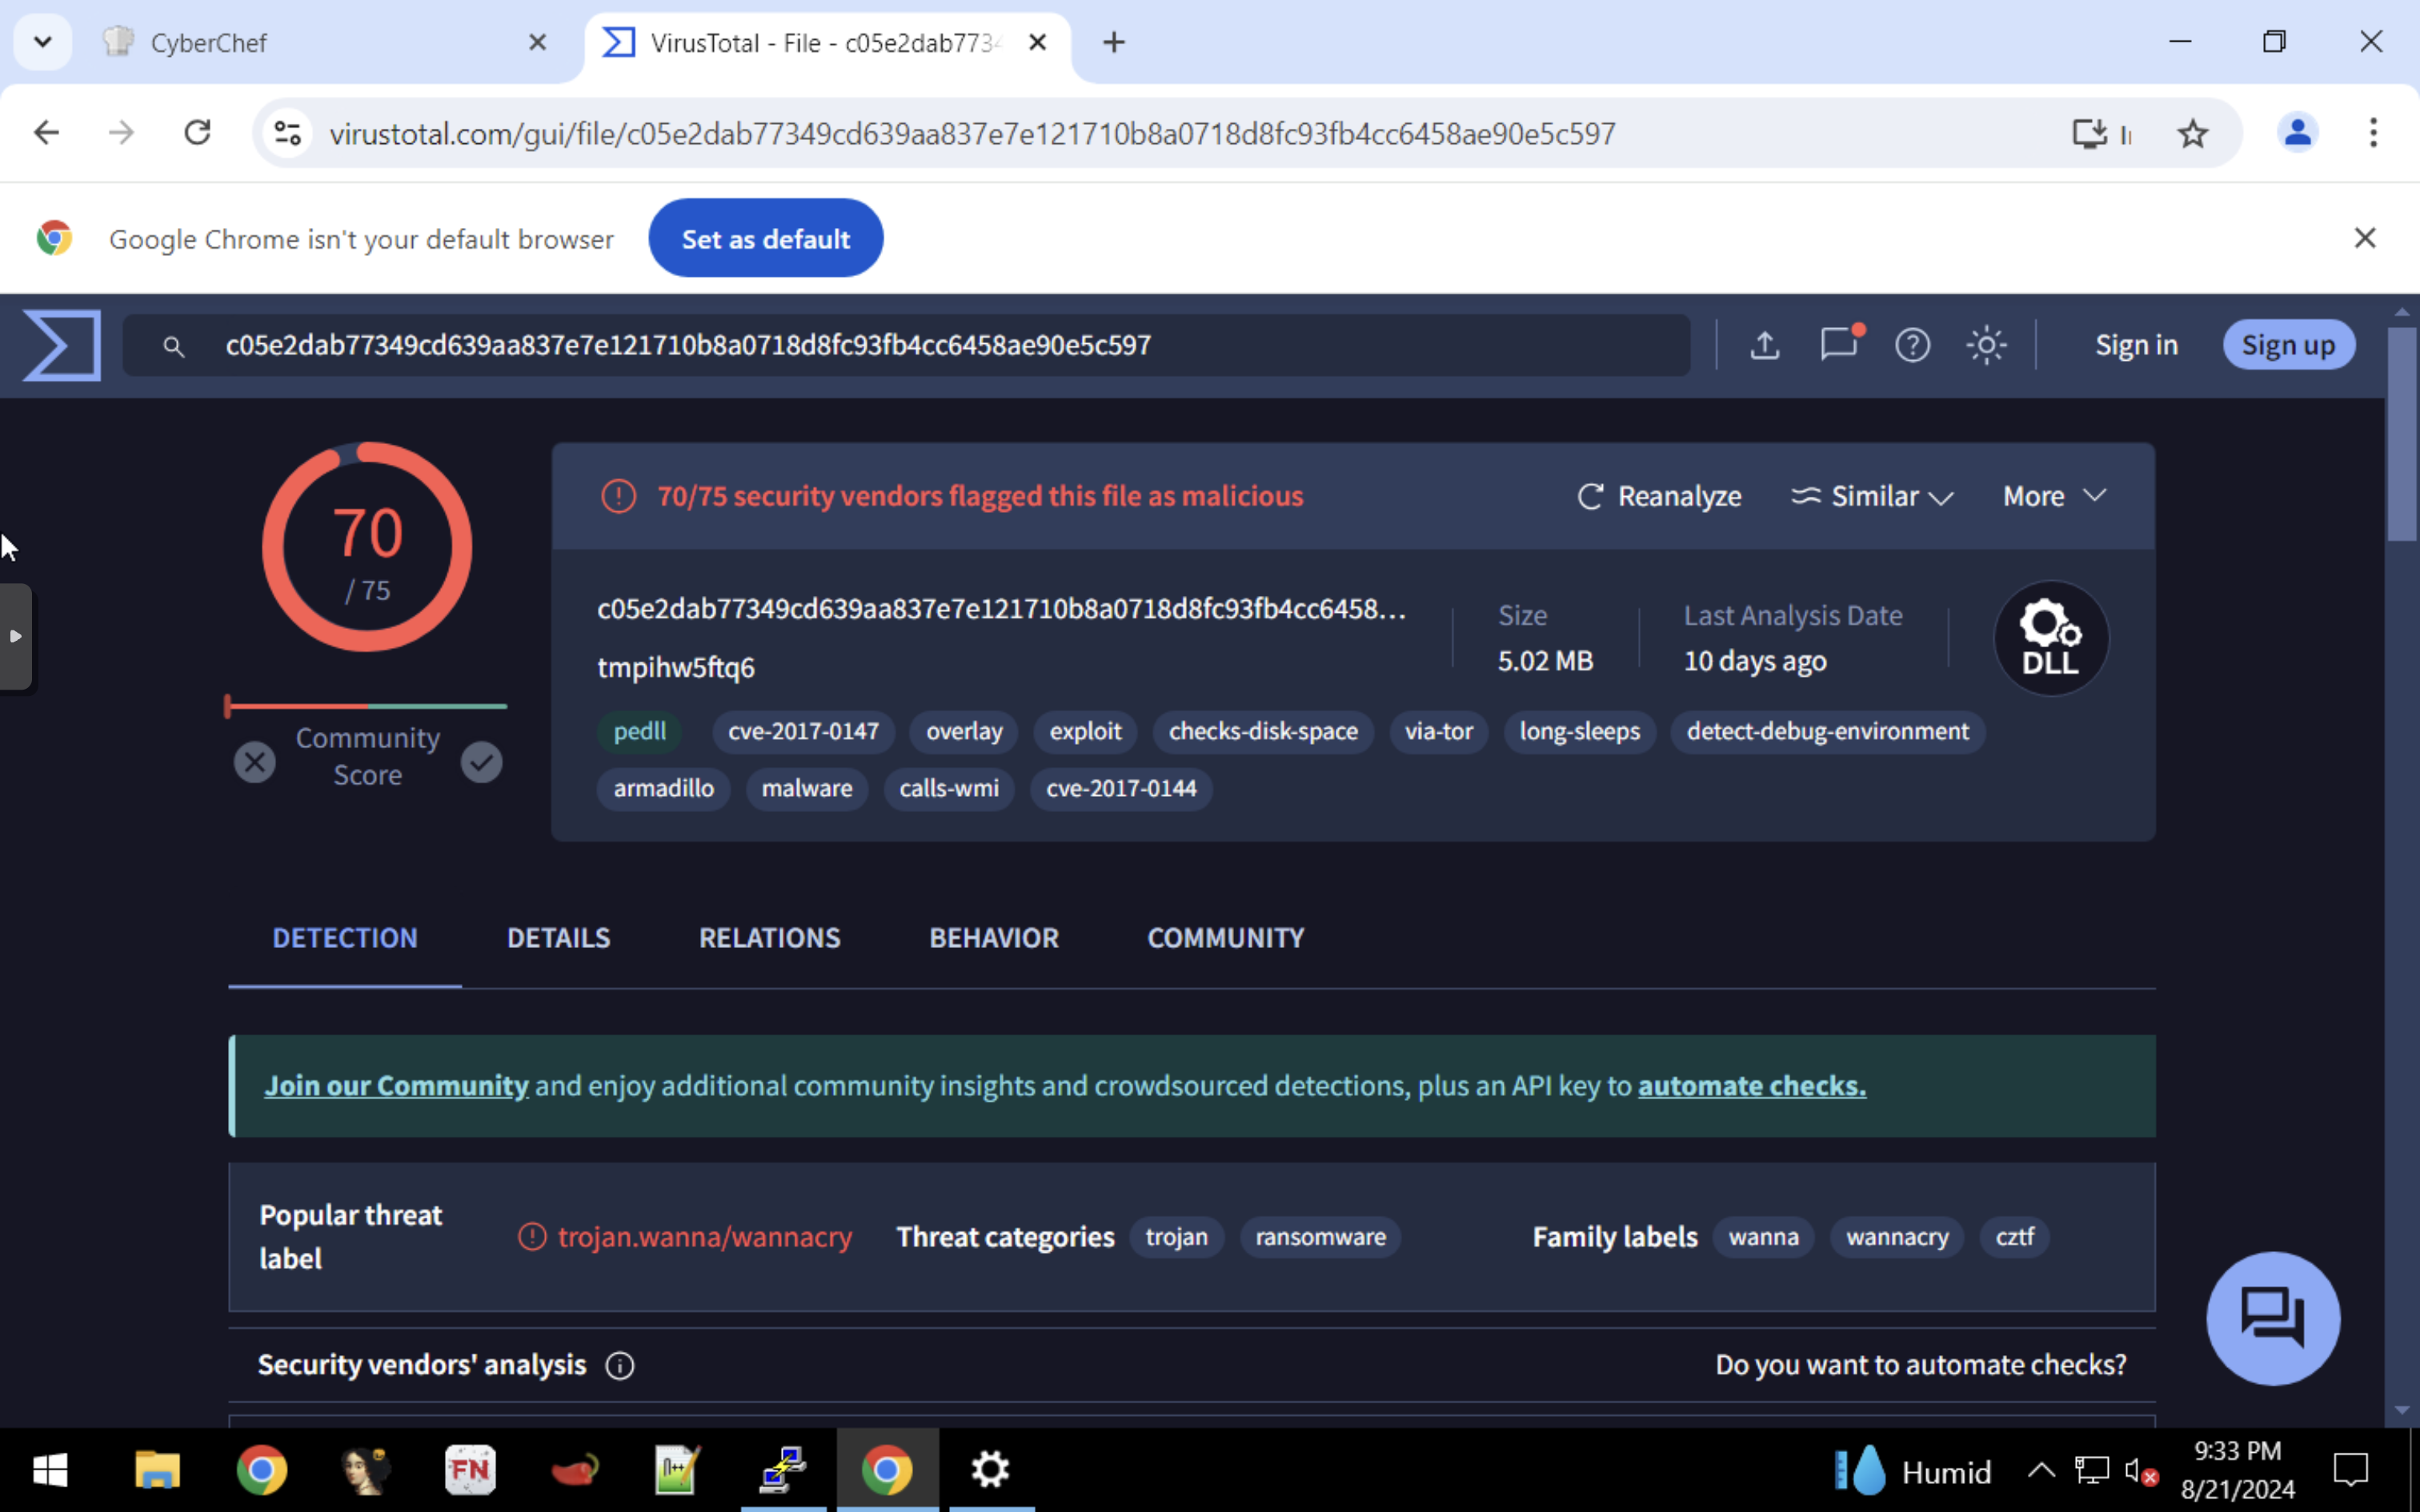 CyberChef
VirusTotal - File - c05e2dab7734
virustotal.com/gui/file/c05e2dab77349cd639aa837e7e121710b8a0718d8fc93fb4cc6458ae90e5c597
Google Chrome isn't your default browser
Set as default
c05e2dab77349cd639aa837e7e121710b8a0718d8fc93fb4cc6458ae90e5c597
Sign in
Sign up
70
/ 75
Community
Score
70/75 security vendors flagged this file as malicious
Reanalyze
Similar
More
c05e2dab77349cd639aa837e7e121710b8a0718d8fc93fb4cc6458...
tmpihw5ftq6
Size
5.02 MB
Last Analysis Date
10 days ago
DLL
pedll cve-2017-0147 overlay exploit checks-disk-space via-tor long-sleeps detect-debug-environment
armadillo malware calls-wmi cve-2017-0144
DETECTION DETAILS RELATIONS BEHAVIOR COMMUNITY
Join our Community and enjoy additional community insights and crowdsourced detections, plus an API key to automate checks.
Popular threat
label
trojan.wanna/wannacry
Threat categories trojan ransomware
Family labels wanna wannacry cztf
Security vendors' analysis
Do you want to automate checks?
FN
n++
Humid
9:33 PM
8/21/2024